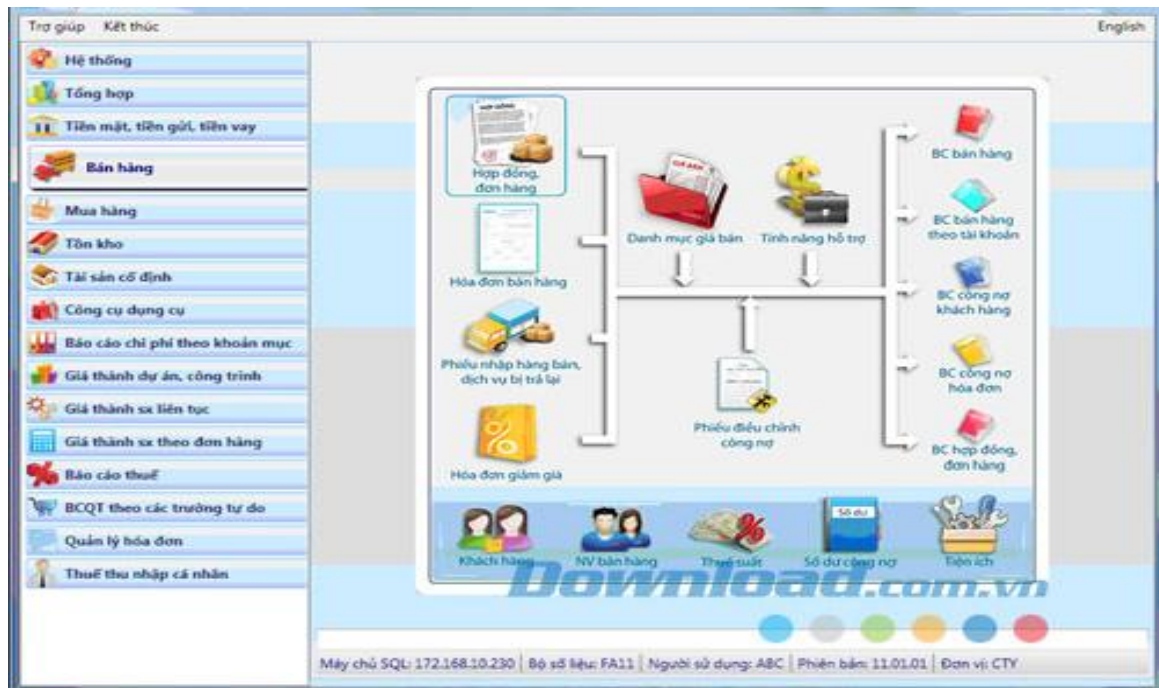 Trợ giúp Kết thúc English
Hệ thống
Tổng hợp
Tiền mặt, tiền gửi, tiền vay
Bán hàng
Mua hàng
Tồn kho
Tài sản cố định
Công cụ dụng cụ
Báo cáo chi phí theo khoản mục
Giá thành dự án, công trình
Giá thành sx liên tục
Giá thành sx theo đơn hàng
Báo cáo thuế
BCQT theo các trường tự do
Quản lý hóa đơn
Thuế thu nhập cá nhân
HỢP ĐỒNG
Hợp đồng,
đơn hàng
Hóa đơn bán hàng
Phiếu nhập hàng bán,
dịch vụ bị trả lại
Hóa đơn giảm giá
GIÁ BÁN
Danh mục giá bán
Tính năng hỗ trợ
Phiếu điều chỉnh
công nợ
BC bán hàng
BC bán hàng
theo tài khoản
BC công nợ
khách hàng
BC công nợ
hóa đơn
BC hợp đồng,
đơn hàng
Số dư
Khách hàng
NV bán hàng
Thuế suất
Số dư công nợ
Tiện ích
Download.com.vn
Máy chủ SQL: 172.168.10.230 Bộ số liệu: FA11 Người sử dụng: ABC Phiên bản: 11.01.01 Đơn vị: CTY